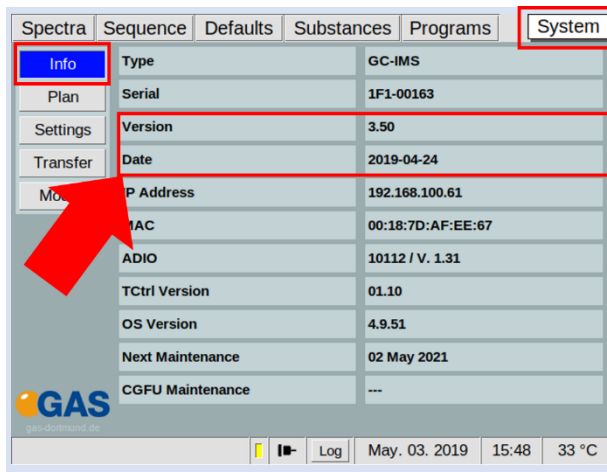 Spectra Sequence Defaults Substances Programs System
Info Type GC-IMS
Plan Serial 1F1-00163
Settings Version 3.50
Transfer Date 2019-04-24
IP Address 192.168.100.61
MAC 00:18:7D:AF:EE:67
ADIO 10112 / V. 1.31
TCtrl Version 01.10
OS Version 4.9.51
Next Maintenance 02 May 2021
CGFU Maintenance ---
GAS
gas-dortmund.de
Log May. 03. 2019 15:48 33 °C